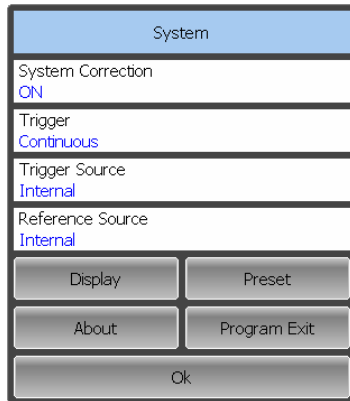 System
System Correction
ON
Trigger
Continuous
Trigger Source
Internal
Reference Source
Internal
Display Preset
About Program Exit
Ok